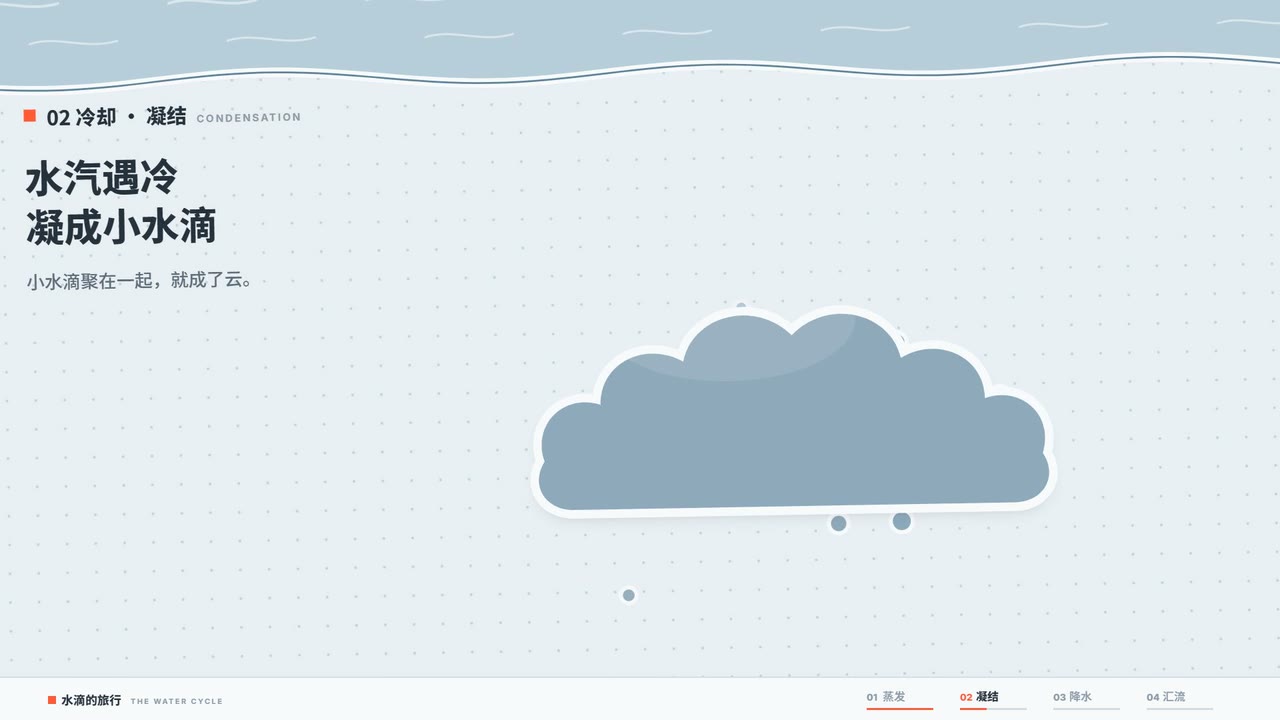 02 冷却 · 凝结 CONDENSATION
水汽遇冷
凝成小水滴
小水滴聚在一起，就成了云。
水滴的旅行 THE WATER CYCLE
01 蒸发
02 凝结
03 降水
04 汇流